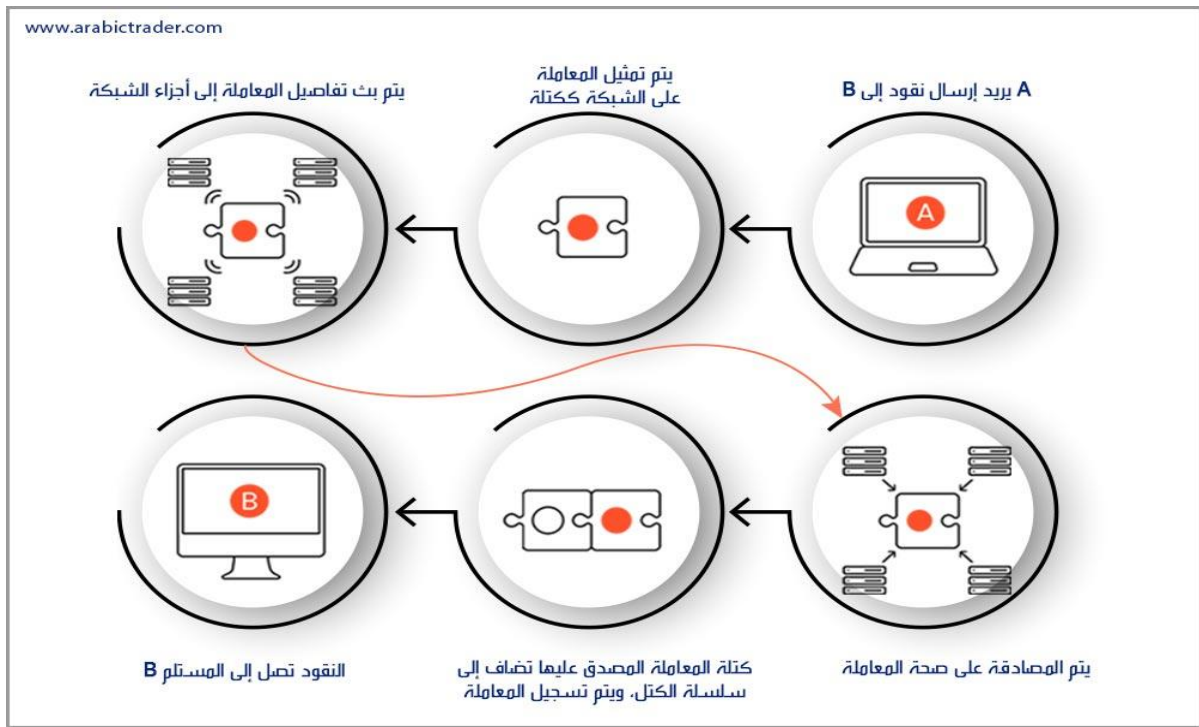 www.arabictrader.com
A يريد إرسال نقود إلى B
يتم تمثيل المعاملة
على الشبكة ككتلة
يتم بث تفاصيل المعاملة إلى أجزاء الشبكة
A
B
يتم المصادقة على صحة المعاملة
كتلة المعاملة المصدق عليها تضاف إلى
سلسلة الكتل، ويتم تسجيل المعاملة
النقود تصل إلى المستلم B